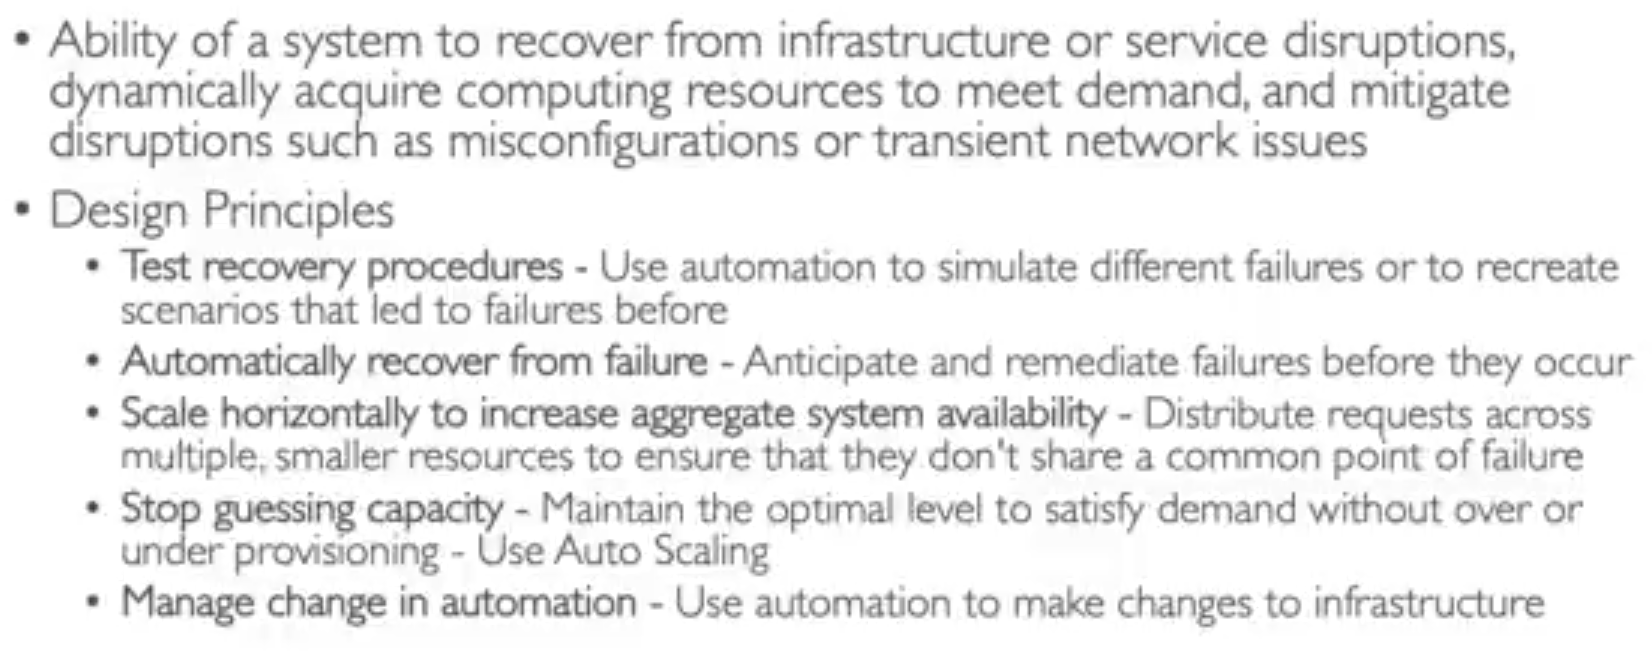 • Ability of a system to recover from infrastructure or service disruptions,
dynamically acquire computing resources to meet demand, and mitigate
disruptions such as misconfigurations or transient network issues
• Design Principles
• Test recovery procedures - Use automation to simulate different failures or to recreate
scenarios that led to failures before
• Automatically recover from failure - Anticipate and remediate failures before they occur
• Scale horizontally to increase aggregate system availability - Distribute requests across
multiple, smaller resources to ensure that they don't share a common point of failure
• Stop guessing capacity - Maintain the optimal level to satisfy demand without over or
under provisioning - Use Auto Scaling
• Manage change in automation - Use automation to make changes to infrastructure